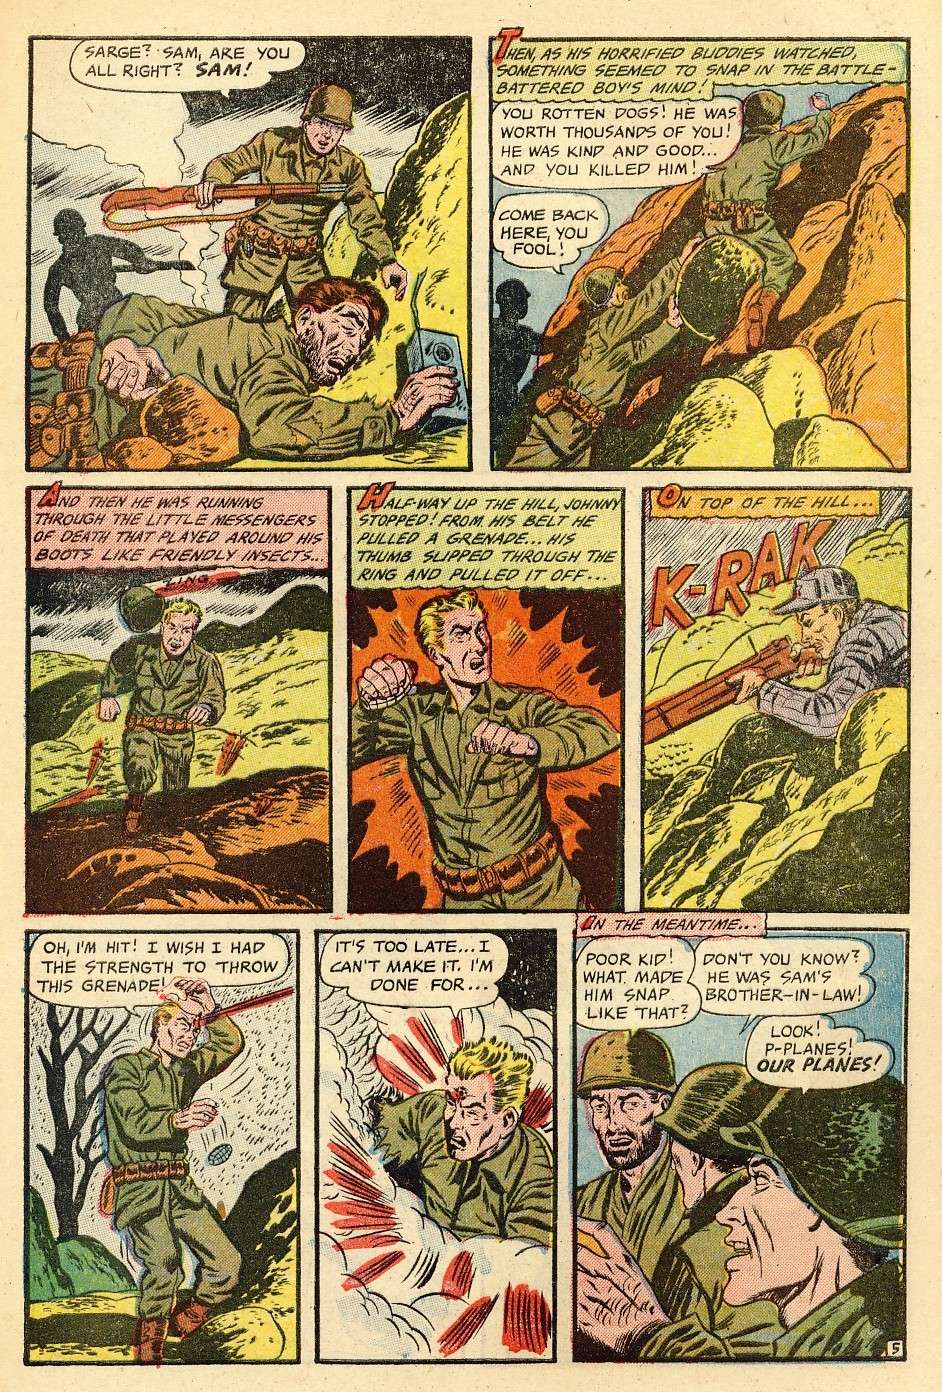 SARGE? SAM, ARE YOU
ALL RIGHT? SAM!
THEN, AS HIS HORRIFIED BUDDIES WATCHED,
SOMETHING SEEMED TO SNAP IN THE BATTLE-
BATTERED BOY'S MIND!
YOU ROTTEN DOGS! HE WAS
WORTH THOUSANDS OF YOU!
HE WAS KIND AND GOOD...
AND YOU KILLED HIM!
COME BACK
HERE, YOU
FOOL!
AND THEN HE WAS RUNNING
THROUGH THE LITTLE MESSENGERS
OF DEATH THAT PLAYED AROUND HIS
BOOTS LIKE FRIENDLY INSECTS...
ZING
HALF-WAY UP THE HILL, JOHNNY
STOPPED! FROM HIS BELT HE
PULLED A GRENADE... HIS
THUMB SLIPPED THROUGH THE
RING AND PULLED IT OFF...
ON TOP OF THE HILL...
K-RAK
OH, I'M HIT! I WISH I HAD
THE STRENGTH TO THROW
THIS GRENADE!
IT'S TOO LATE... I
CAN'T MAKE IT. I'M
DONE FOR...
IN THE MEANTIME...
POOR KID!
WHAT MADE
HIM SNAP
LIKE THAT?
DON'T YOU KNOW?
HE WAS SAM'S
BROTHER-IN-LAW!
LOOK!
P-PLANES!
OUR PLANES!
5